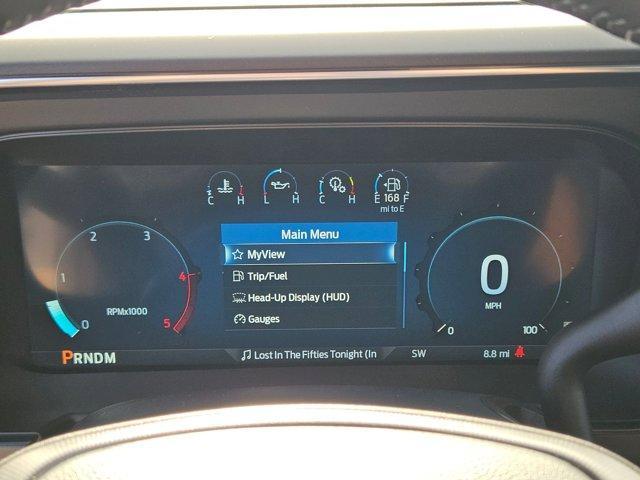 C H L H C H E 168 F
mi to E
Main Menu
MyView
Trip/Fuel
Head-Up Display (HUD)
Gauges
0 1 2 3 4 5
RPMx1000
0
MPH
0 100
PRNDM
Lost In The Fifties Tonight (In
SW
8.8 mi